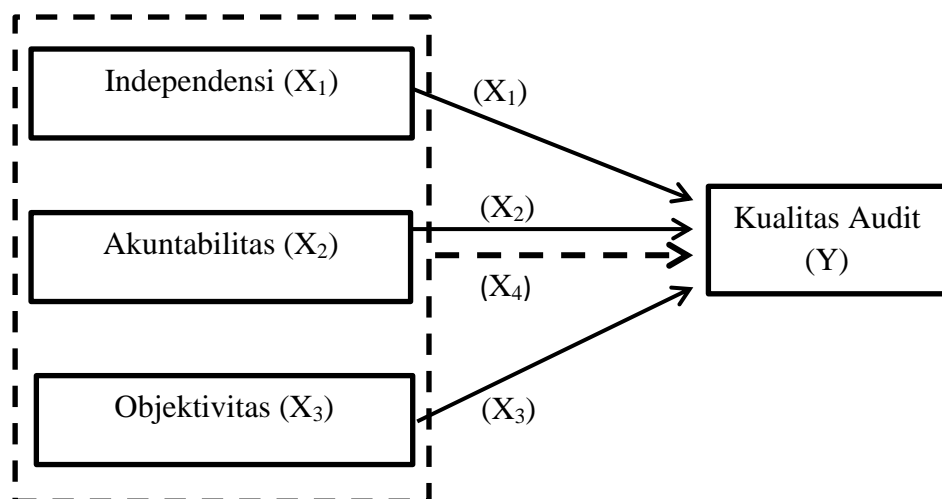 Independensi (X₁)
(X₁)
Akuntabilitas (X₂)
(X₂)
(X₄)
Kualitas Audit
(Y)
Objektivitas (X₃)
(X₃)